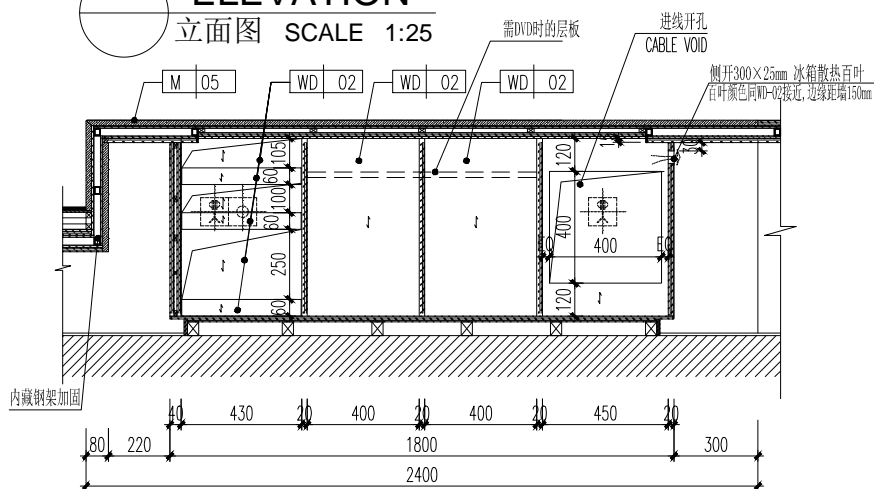 ELEVATION
立面图 SCALE 1:25
需DVD时的层板
进线开孔
CABLE VOID
侧开300×25mm 冰箱散热百叶
百叶颜色同WD-02接近,边缘距墙150mm
M 05
WD 02
WD 02
WD 02
105
60
100
60
250
60
120
400
120
EQ
400
EQ
内藏钢架加固
40
430
20
400
20
400
20
450
20
80
220
1800
300
2400